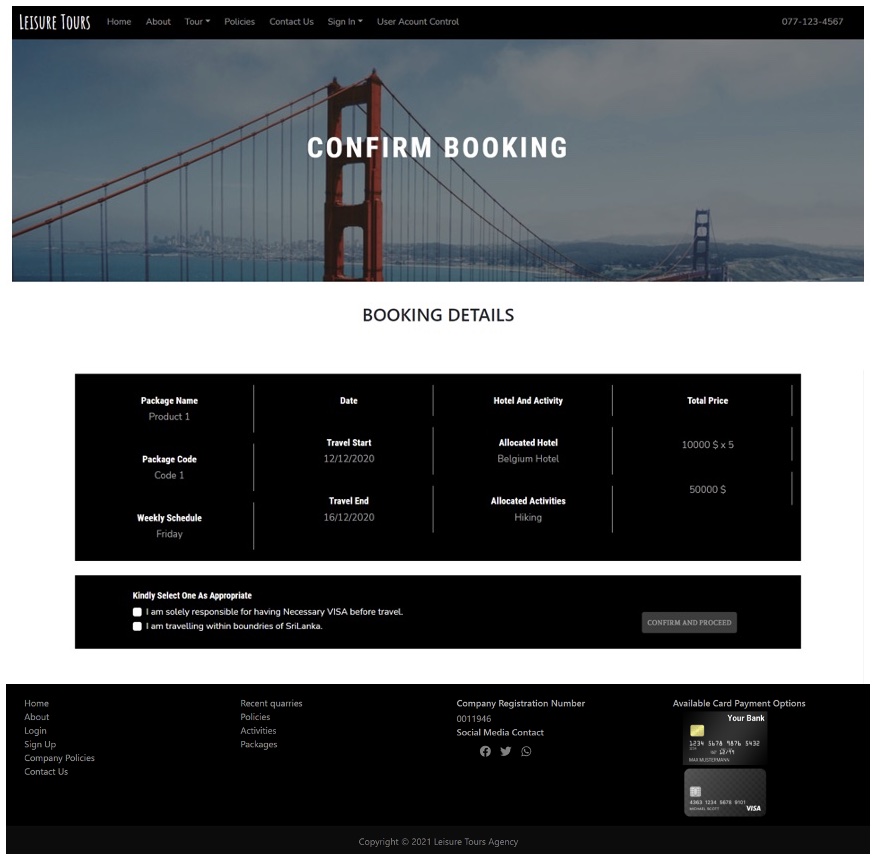 Leisure Tours Home About Tour Policies Contact Us Sign In User Acount Control 077-123-4567
CONFIRM BOOKING
BOOKING DETAILS
Package Name
Product 1
Package Code
Code 1
Weekly Schedule
Friday
Date
Travel Start
12/12/2020
Travel End
16/12/2020
Hotel And Activity
Allocated Hotel
Belgium Hotel
Allocated Activities
Hiking
Total Price
10000 $ x 5
50000 $
Kindly Select One As Appropriate
I am solely responsible for having Necessary VISA before travel.
I am travelling within boundries of SriLanka.
CONFIRM AND PROCEED
Home
About
Login
Sign Up
Company Policies
Contact Us
Recent quarries
Policies
Activities
Packages
Company Registration Number
0011946
Social Media Contact
Available Card Payment Options
Your Bank
1234 5678 9876 5432
12/99
MAX MUSTERMANN
4363 1234 5678 9101
MICHAEL SCOTT
VISA
Copyright © 2021 Leisure Tours Agency